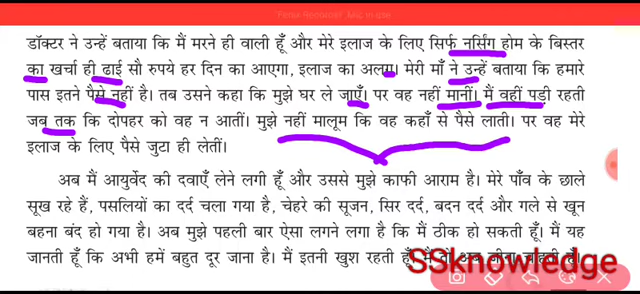 डॉक्टर ने उन्हें बताया कि मैं मरने ही वाली हूँ और मेरे इलाज के लिए सिर्फ नर्सिंग होम के बिस्तर
का खर्चा ही ढाई सौ रुपये हर दिन का आएगा, इलाज का अलग। मेरी माँ ने उन्हें बताया कि हमारे
पास इतने पैसे नहीं है। तब उसने कहा कि मुझे घर ले जाएँ। पर वह नहीं मानीं। मैं वहीं पड़ी रहती
जब तक कि दोपहर को वह न आतीं। मुझे नहीं मालूम कि वह कहाँ से पैसे लाती। पर वह मेरे
इलाज के लिए पैसे जुटा ही लेतीं।
अब मैं आयुर्वेद की दवाएँ लेने लगी हूँ और उससे मुझे काफी आराम है। मेरे पाँव के छाले
सूख रहे हैं, पसलियों का दर्द चला गया है, चेहरे की सूजन, सिर दर्द, बदन दर्द और गले से खून
बहना बंद हो गया है। अब मुझे पहली बार ऐसा लगने लगा है कि मैं ठीक हो सकती हूँ। मैं यह
जानती हूँ कि अभी हमें बहुत दूर जाना है। मैं इतनी खुश रहती हूँ। मैं तो अब जीना चाहती हूँ।
SSknowledge